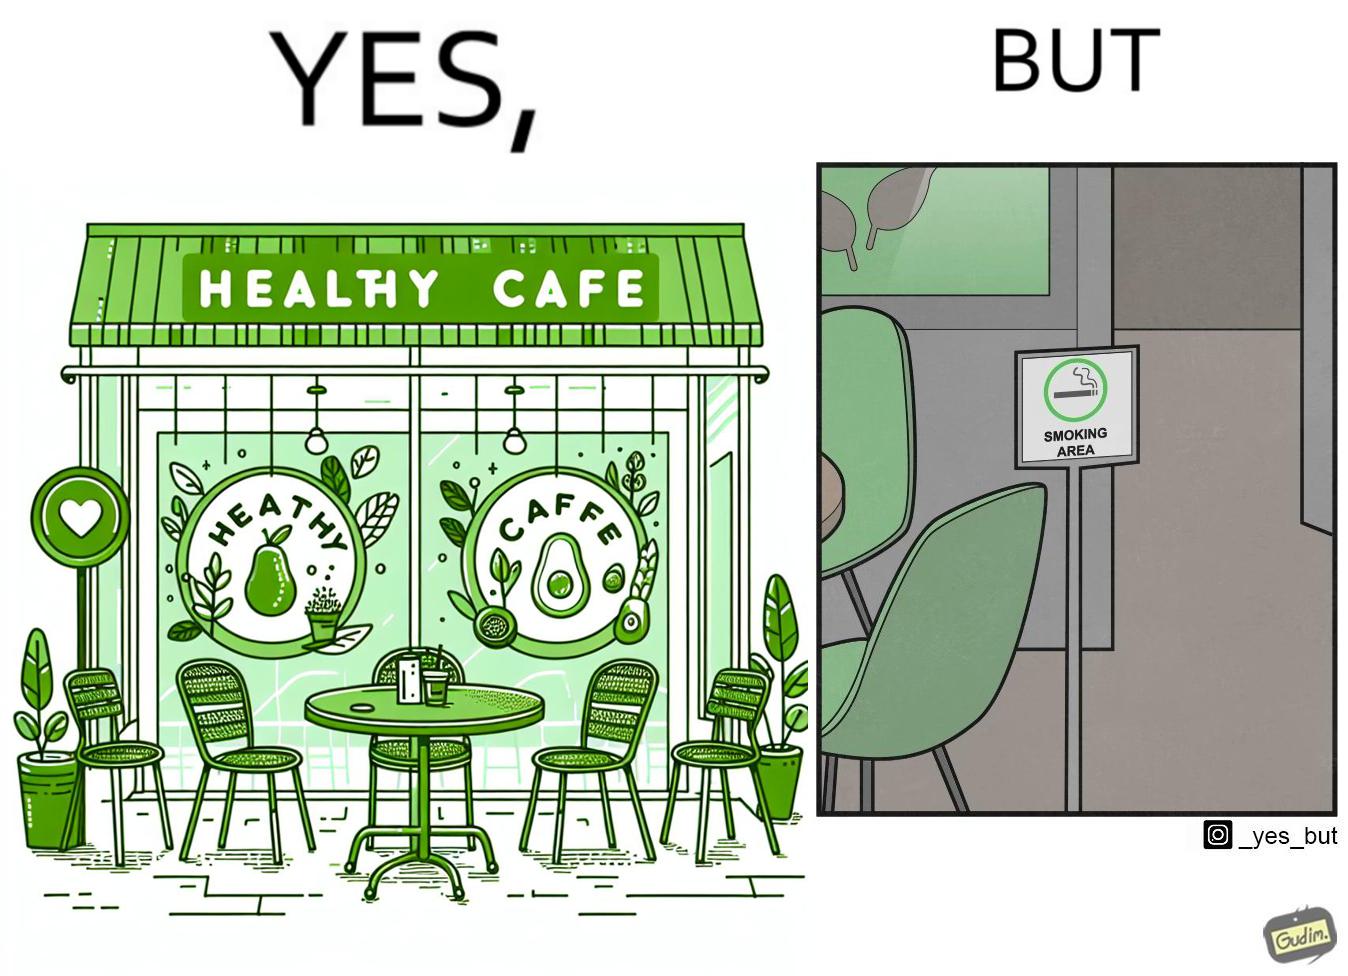 YES,
BUT
HEALTHY CAFE
HEATHY
CAFFE
SMOKING
AREA
_yes_but
Gudim.